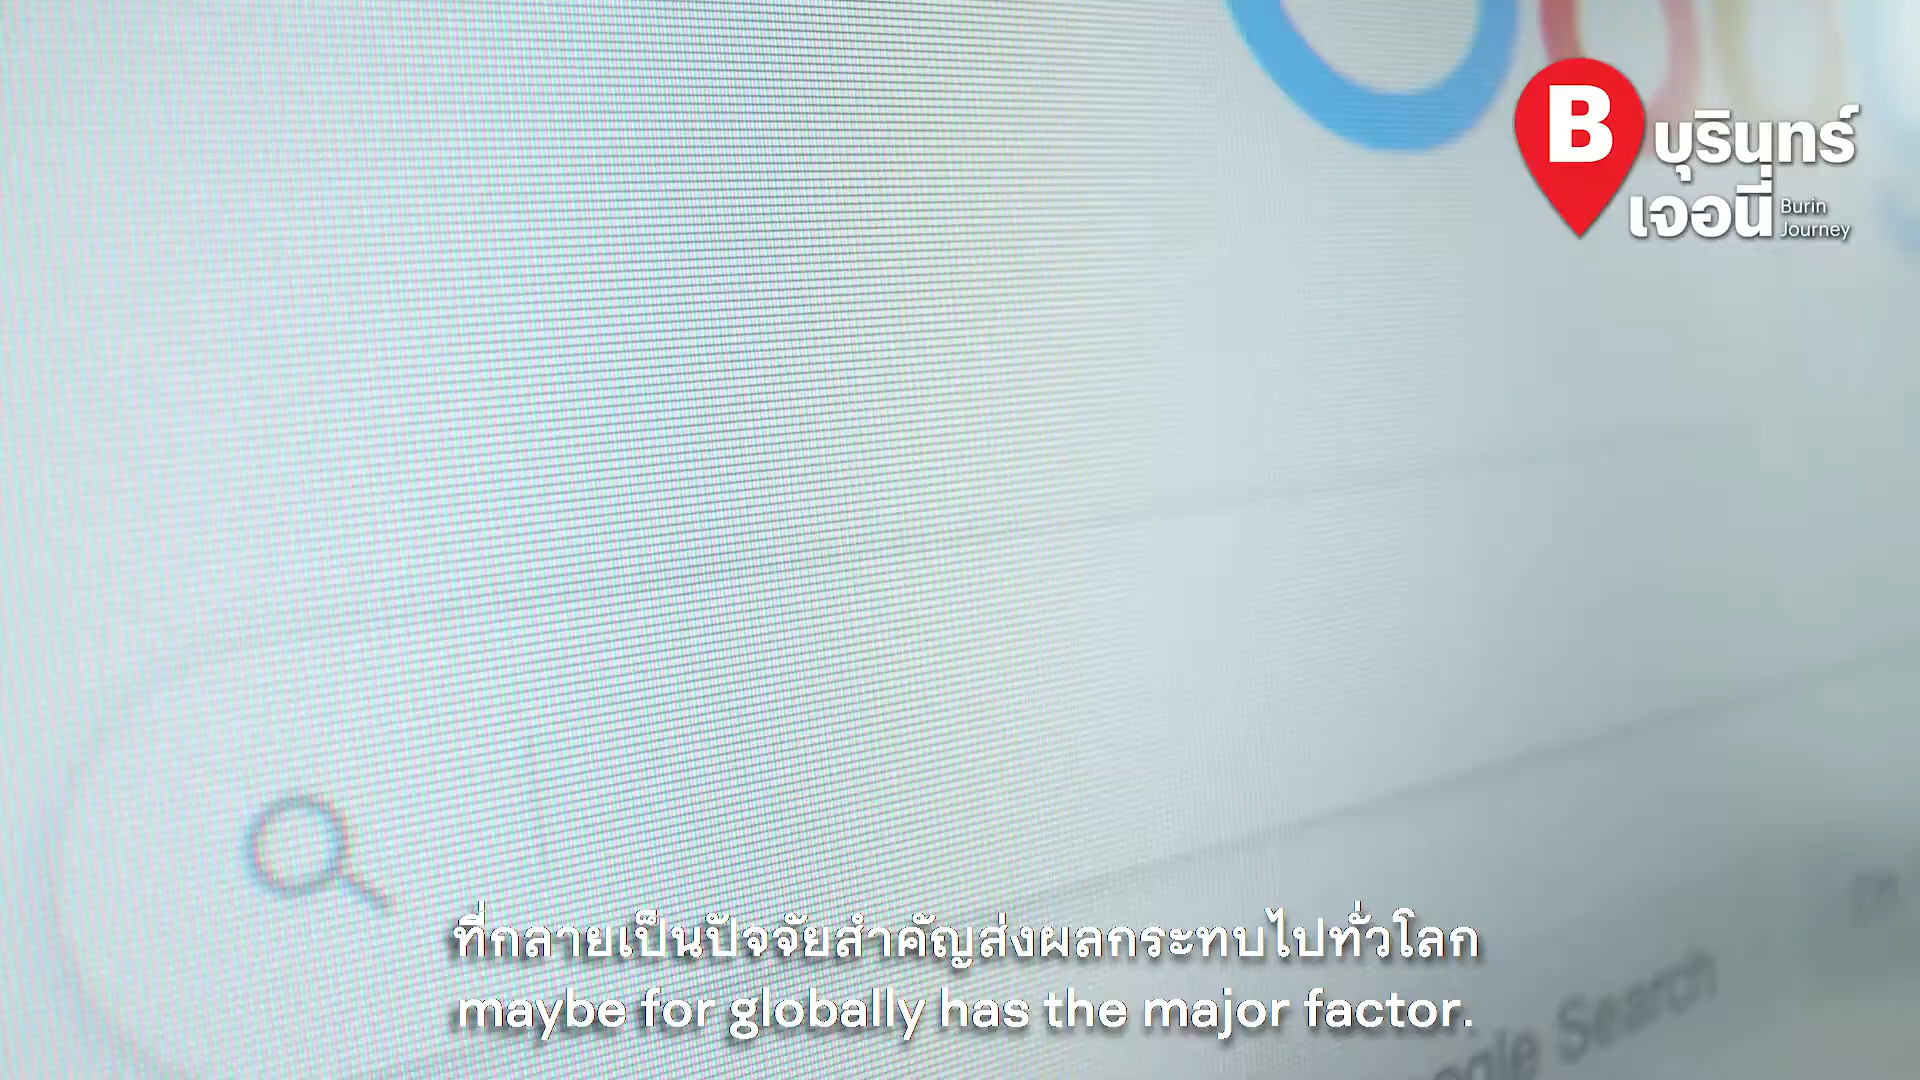 B
บุรินทร์
เจอนี่
Burin
Journey
ที่กลายเป็นปัจจัยสำคัญส่งผลกระทบไปทั่วโลก
maybe for globally has the major factor.
Search